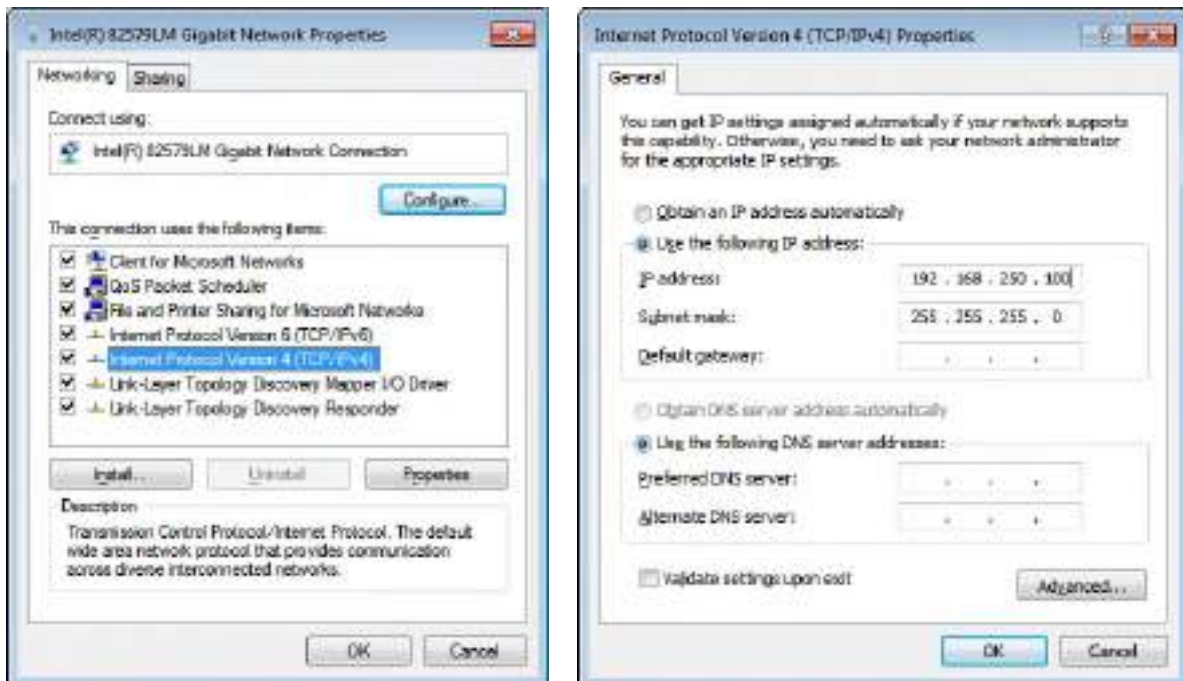 Intel(R) 82579LM Gigabit Network Properties
Networking
Sharing
Connect using:
Intel(R) 82579LM Gigabit Network Connection
Configure...
This connection uses the following items:
Client for Microsoft Networks
QoS Packet Scheduler
File and Printer Sharing for Microsoft Networks
Internet Protocol Version 6 (TCP/IPv6)
Internet Protocol Version 4 (TCP/IPv4)
Link-Layer Topology Discovery Mapper I/O Driver
Link-Layer Topology Discovery Responder
Install...
Uninstall
Properties
Description
Transmission Control Protocol/Internet Protocol. The default
wide area network protocol that provides communication
across diverse interconnected networks.
OK
Cancel
Internet Protocol Version 4 (TCP/IPv4) Properties
General
You can get IP settings assigned automatically if your network supports
this capability. Otherwise, you need to ask your network administrator
for the appropriate IP settings.
Obtain an IP address automatically
Use the following IP address:
IP address:
192 . 168 . 250 . 100
Subnet mask:
255 . 255 . 255 . 0
Default gateway:
. . .
Obtain DNS server address automatically
Use the following DNS server addresses:
Preferred DNS server:
. . .
Alternate DNS server:
. . .
Validate settings upon exit
Advanced...
OK
Cancel